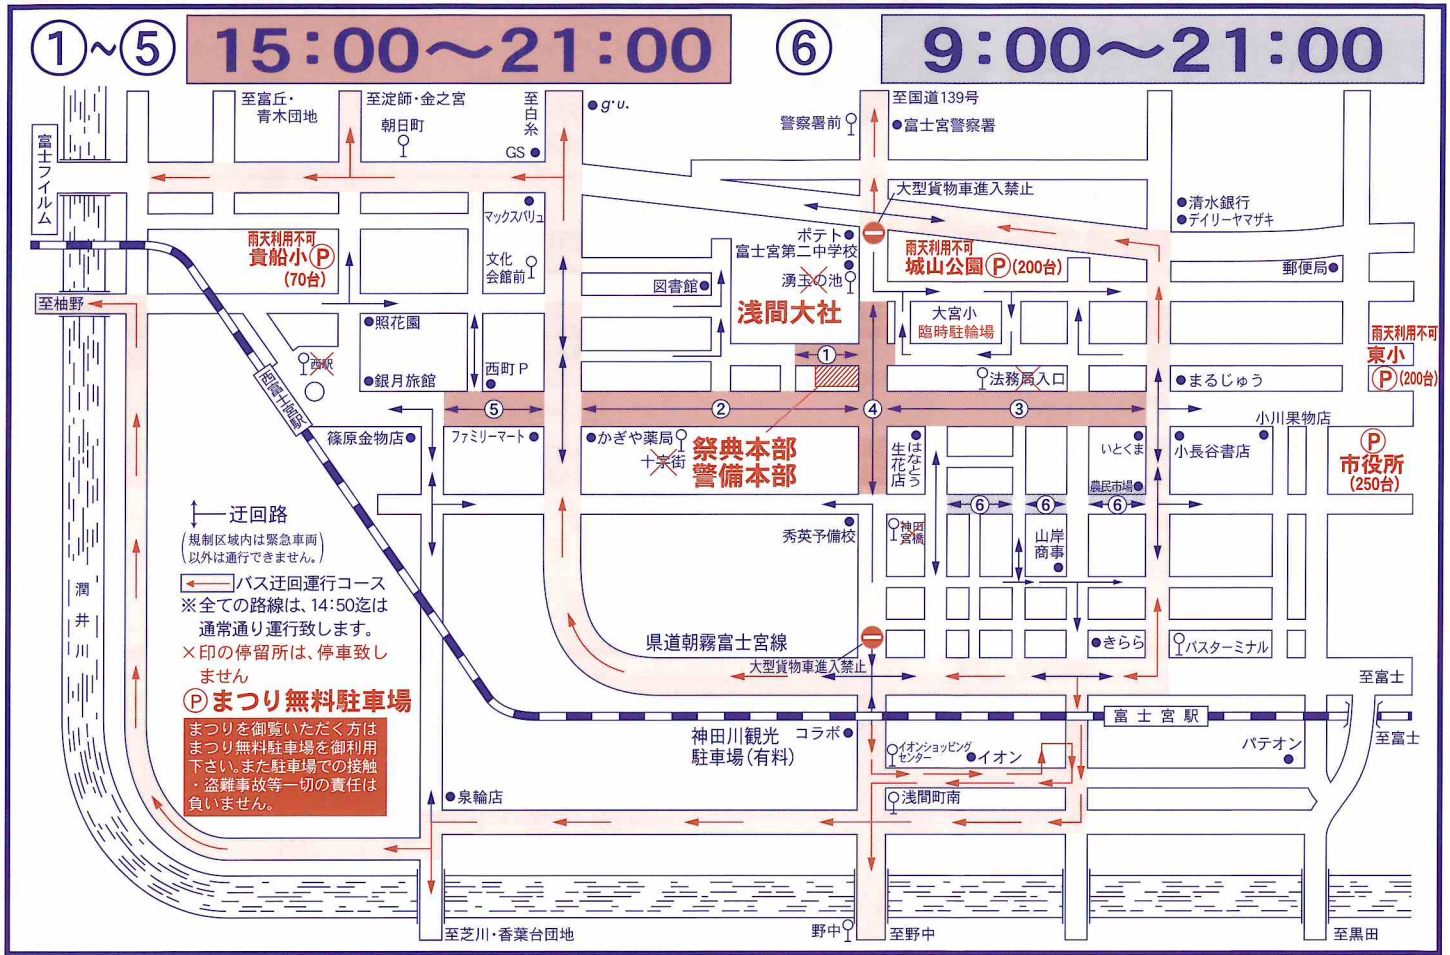 ①～⑤ 15：00～21：00 ⑥ 9：00～21：00
至富丘・
青木団地
至淀師・金之宮
朝日町
至白糸
GS
g.u.
至国道139号
警察署前
富士宮警察署
富士フイルム
大型貨物車進入禁止
清水銀行
デイリーヤマザキ
マックスバリュ
ポテト
富士宮第二中学校
湧玉の池
雨天利用不可
貴船小Ⓟ
(70台)
文化
会館前
図書館
雨天利用不可
城山公園Ⓟ(200台)
郵便局
至柚野
浅間大社
大宮小
臨時駐輪場
照花園
雨天利用不可
東小
Ⓟ(200台)
西駅
西富士宮駅
銀月旅館
西町P
①
法務局入口
まるじゅう
⑤
②
④
③
小川果物店
篠原金物店
ファミリーマート
かぎや薬局
十字街
祭典本部
警備本部
はなとう
生花店
いとくま
小長谷書店
Ⓟ
市役所
(250台)
農民市場
⑥
⑥
⑥
迂回路
(規制区域内は緊急車両
以外は通行できません。)
秀英予備校
神田
宮橋
山岸
商事
バス迂回運行コース
※全ての路線は、14:50迄は
通常通り運行致します。
×印の停留所は、停車致し
ません
潤井川
県道朝霧富士宮線
大型貨物車進入禁止
きらら
バスターミナル
至富士
Ⓟまつり無料駐車場
まつりを御覧いただく方は
まつり無料駐車場を御利用
下さい。また駐車場での接触
・盗難事故等一切の責任は
負いません。
富士宮駅
至富士
神田川観光
駐車場(有料)
コラボ
イオンショッピング
センター
イオン
パテオン
泉輪店
浅間町南
至芝川・香葉台団地
野中
至野中
至黒田